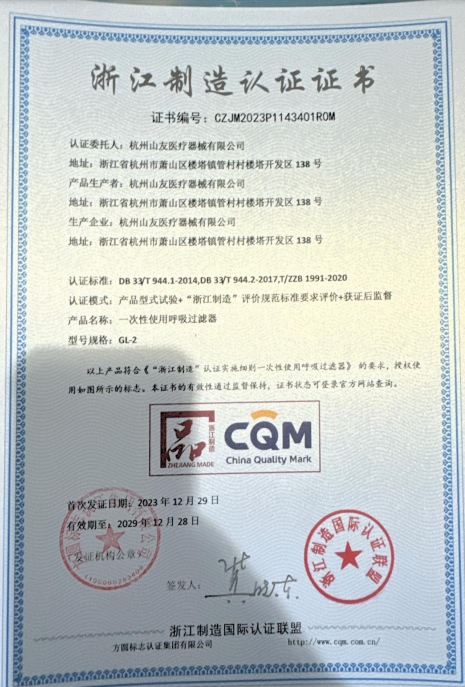 浙江制造认证证书
证书编号：CZJM2023P1143401R0M
认证委托人：杭州山友医疗器械有限公司
地址：浙江省杭州市萧山区楼塔镇管村村楼塔开发区 138 号
产品生产者：杭州山友医疗器械有限公司
地址：浙江省杭州市萧山区楼塔镇管村村楼塔开发区 138 号
生产企业：杭州山友医疗器械有限公司
地址：浙江省杭州市萧山区楼塔镇管村村楼塔开发区 138 号
认证标准：DB 33/T 944.1-2014,DB 33/T 944.2-2017,T/ZZB 1991-2020
认证模式：产品型式试验+“浙江制造”评价规范标准要求评价+获证后监督
产品名称：一次性使用呼吸过滤器
型号规格：GL-2
以上产品符合《“浙江制造”认证实施细则一次性使用呼吸过滤器》的要求，授权使
用如图所示的标志。本证书的有效性通过监督保持，证书状态可登录官方网站查询。
品 浙江制造
ZHEJIANG MADE
CQM
China Quality Mark
首次发证日期：2023 年 12 月 29 日
有效期至：2029 年 12 月 28 日
（发证机构公章）
签发人：
浙江制造国际认证联盟
浙江制造国际认证联盟
方圆标志认证集团有限公司 http://www.cqm.com.cn/